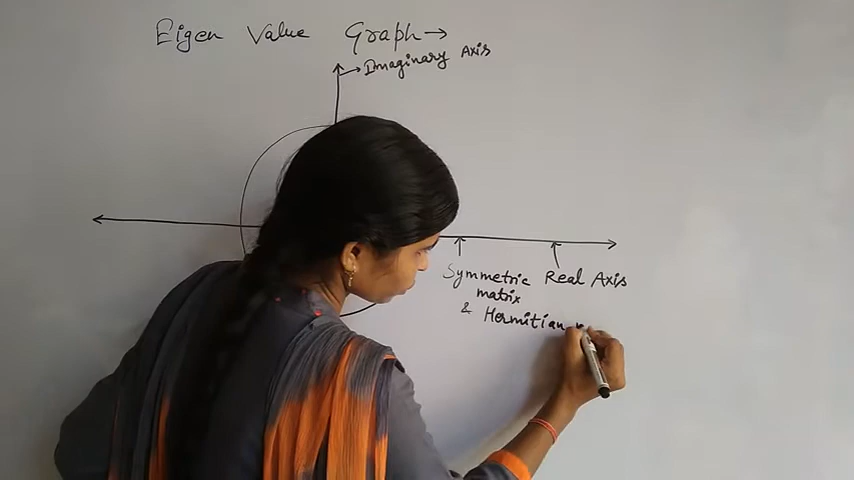 Eigen Value Graph →
Imaginary Axis
Symmetric
matrix
& Hermitian
Real Axis